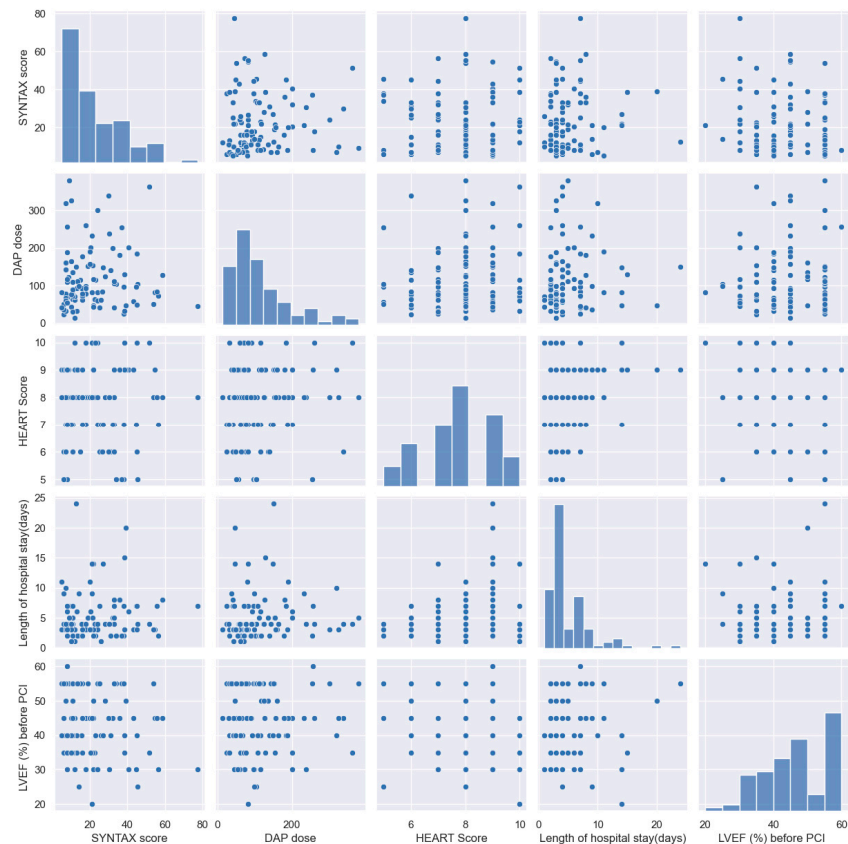 80
60
40
20
SYNTAX score
300
200
100
0
DAP dose
10
9
8
7
6
5
HEART Score
25
20
15
10
5
0
Length of hospital stay(days)
60
50
40
30
20
LVEF (%) before PCI
20 40 60 80
SYNTAX score
0 200
DAP dose
6 8 10
HEART Score
0 10 20
Length of hospital stay(days)
20 40 60
LVEF (%) before PCI